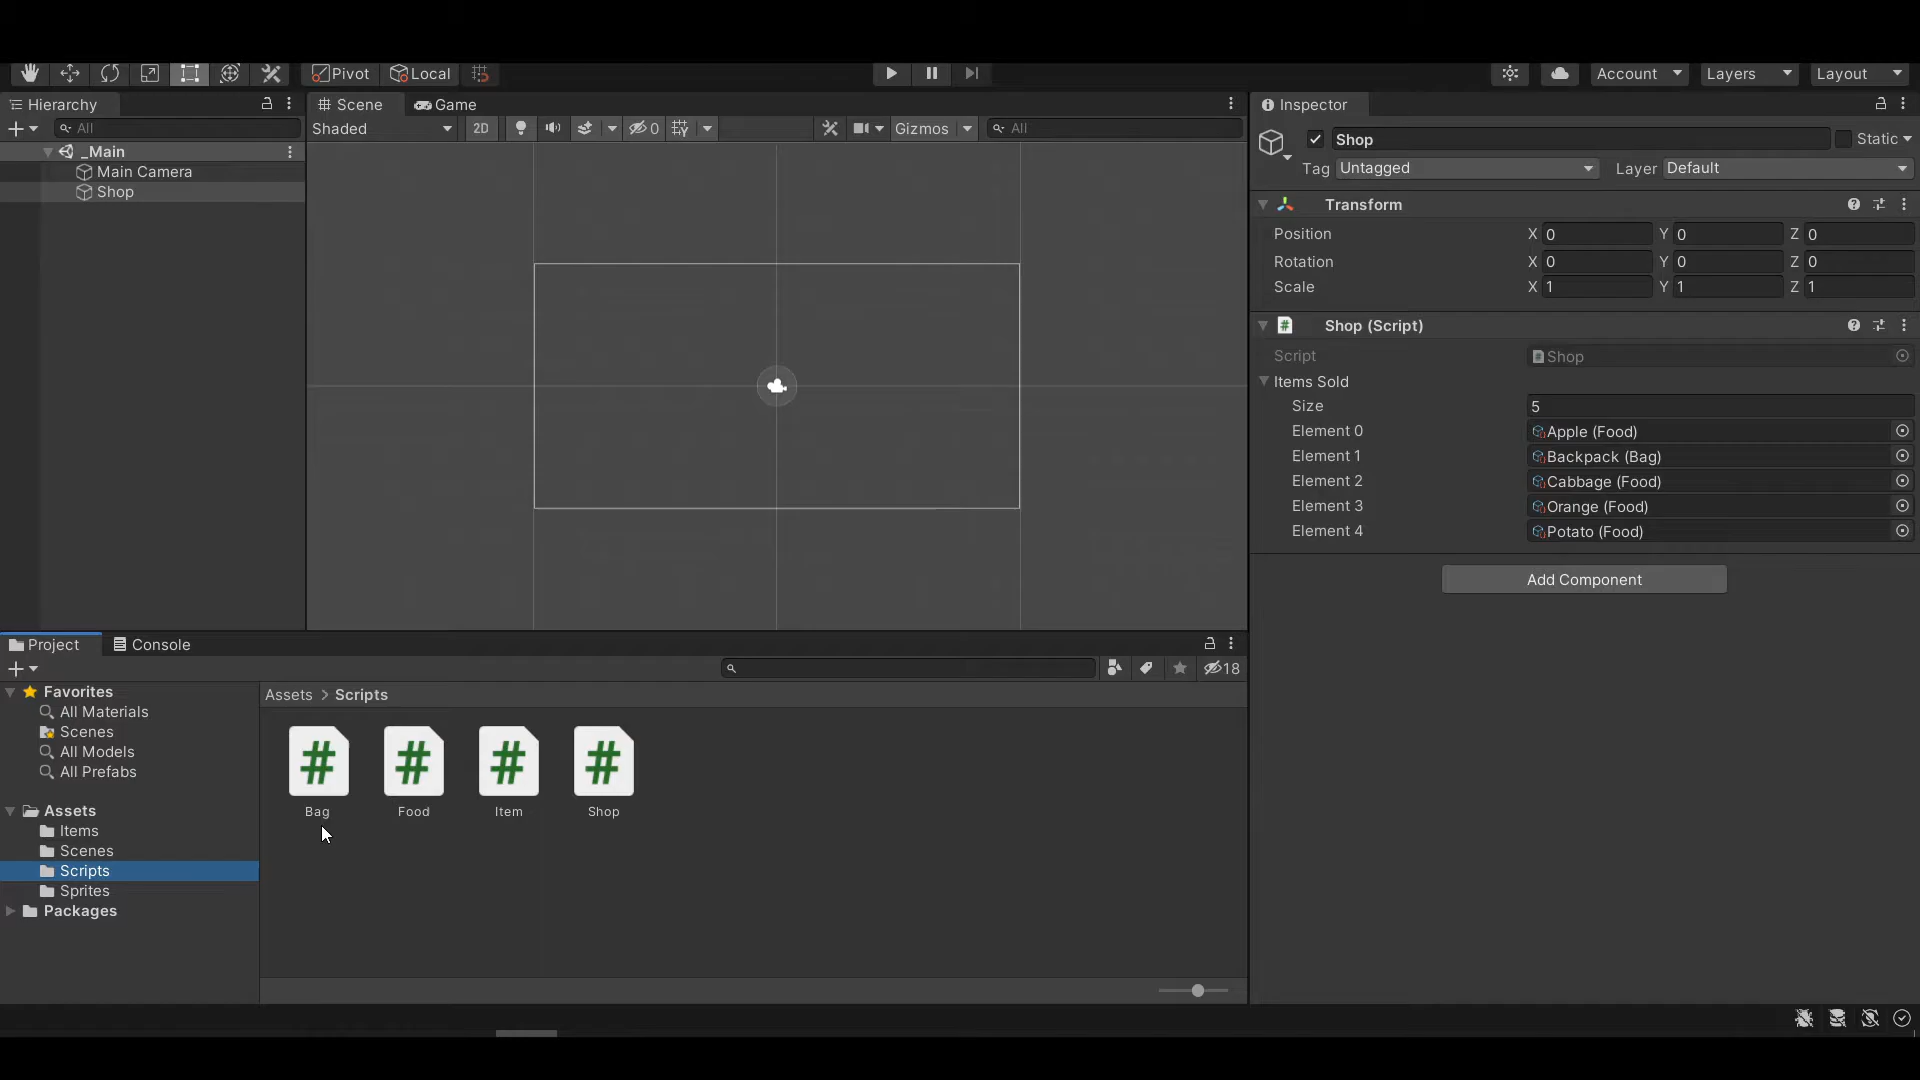 Pivot Local Account Layers Layout
Hierarchy
All
_Main
Main Camera
Shop
Scene Game
Shaded 2D 0 Gizmos All
Inspector
Shop Static
Tag Untagged Layer Default
Transform
Position X 0 Y 0 Z 0
Rotation X 0 Y 0 Z 0
Scale X 1 Y 1 Z 1
# Shop (Script)
Script Shop
Items Sold
Size 5
Element 0 Apple (Food)
Element 1 Backpack (Bag)
Element 2 Cabbage (Food)
Element 3 Orange (Food)
Element 4 Potato (Food)
Add Component
Project Console
18
Favorites
All Materials
Scenes
All Models
All Prefabs
Assets
Items
Scenes
Scripts
Sprites
Packages
Assets > Scripts
# # # #
Bag Food Item Shop